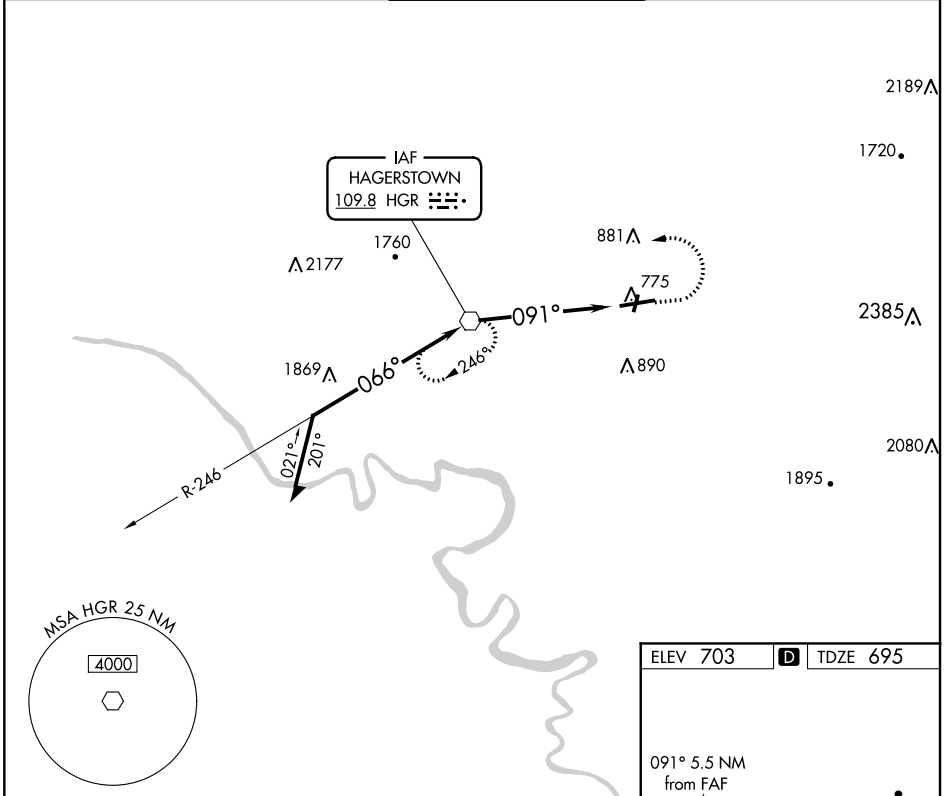 2189
1720
IAF
HAGERSTOWN
109.8 HGR
1760
2177
881
775
091°
2385
1869
066°
246°
890
021°
201°
R-246
2080
1895
MSA HGR 25 NM
4000
ELEV 703 D TDZE 695
091° 5.5 NM
from FAF